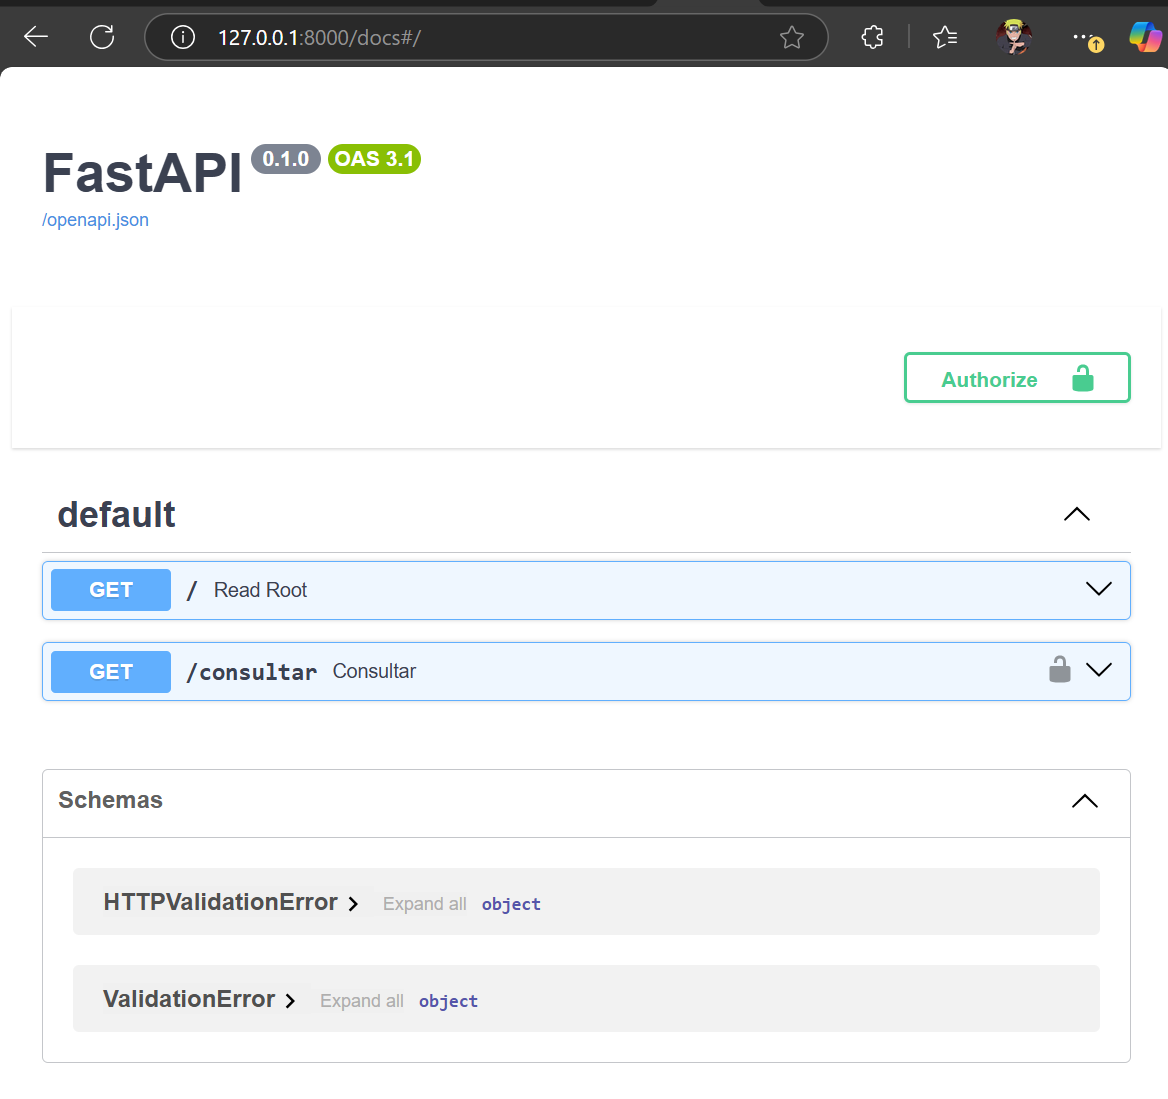 127.0.0.1:8000/docs#/
FastAPI 0.1.0 OAS 3.1
/openapi.json
Authorize
default
GET / Read Root
GET /consultar Consultar
Schemas
HTTPValidationError Expand all object
ValidationError Expand all object